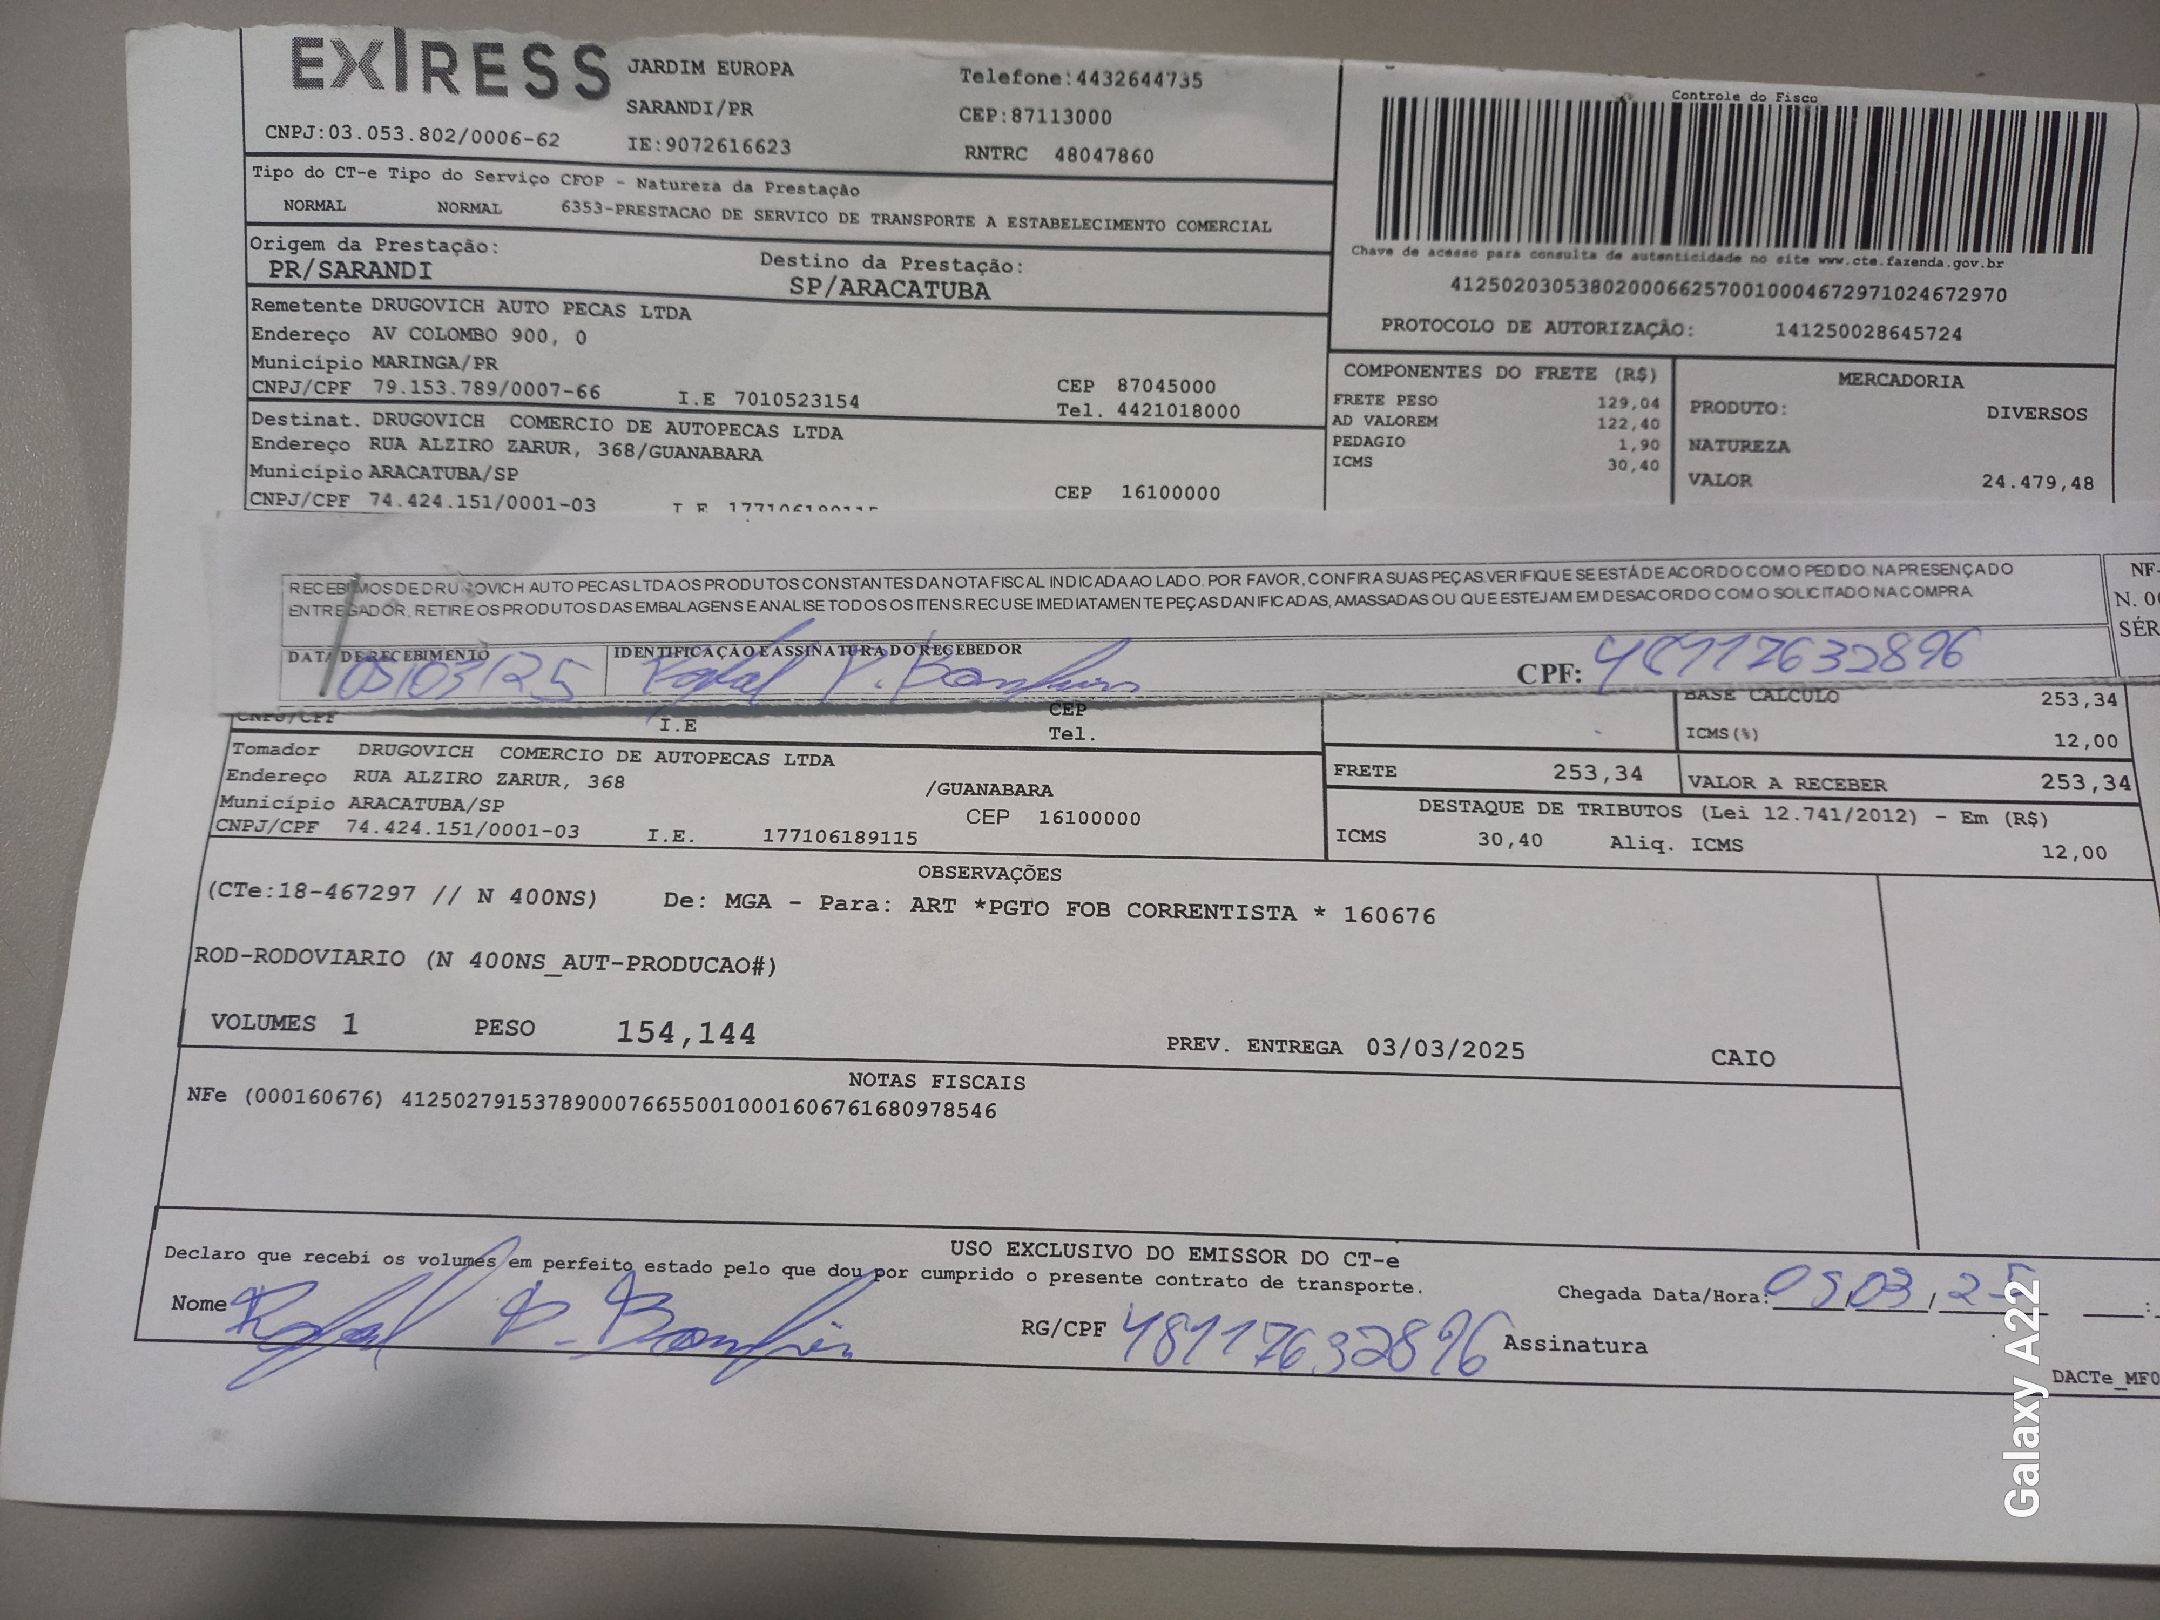 EXPRESS
JARDIM EUROPA
Telefone:4432644735
SARANDI/PR
CEP:87113000
CNPJ:03.053.802/0006-62
IE:9072616623
RNTRC 48047860
Controle do Fisco
Tipo do CT-e Tipo do Serviço CFOP - Natureza da Prestação
NORMAL NORMAL 6353-PRESTACAO DE SERVICO DE TRANSPORTE A ESTABELECIMENTO COMERCIAL
Chave de acesso para consulta de autenticidade no site www.cte.fazenda.gov.br
41250203053802000662570010004672971024672970
PROTOCOLO DE AUTORIZAÇÃO: 141250028645724
Origem da Prestação:
PR/SARANDI
Destino da Prestação:
SP/ARACATUBA
Remetente DRUGOVICH AUTO PECAS LTDA
Endereço AV COLOMBO 900, 0
Município MARINGA/PR
CNPJ/CPF 79.153.789/0007-66 I.E 7010523154
CEP 87045000
Tel. 4421018000
Destinat. DRUGOVICH COMERCIO DE AUTOPECAS LTDA
Endereço RUA ALZIRO ZARUR, 368/GUANABARA
Município ARACATUBA/SP
CNPJ/CPF 74.424.151/0001-03
CEP 16100000
COMPONENTES DO FRETE (R$)
FRETE PESO 129,04
AD VALOREM 122,40
PEDAGIO 1,90
ICMS 30,40
MERCADORIA
PRODUTO: DIVERSOS
NATUREZA
VALOR 24.479,48
RECEBEMOS DE DRUGOVICH AUTO PECAS LTDA OS PRODUTOS CONSTANTES DA NOTA FISCAL INDICADA AO LADO. POR FAVOR, CONFIRA SUAS PEÇAS. VERIFIQUE SE ESTÁ DE ACORDO COM O PEDIDO. NA PRESENÇA DO
ENTREGADOR, RETIRE OS PRODUTOS DAS EMBALAGENS E ANALISE TODOS OS ITENS. RECUSE IMEDIATAMENTE PEÇAS DANIFICADAS, AMASSADAS OU QUE ESTEJAM EM DESACORDO COM O SOLICITADO NA COMPRA.
NF-
N. 00
SÉR
DATA DE RECEBIMENTO
05/03/25
IDENTIFICAÇÃO E ASSINATURA DO RECEBEDOR
Rafael P. Bomfim
CPF: 48117632896
CNPJ/CPF I.E
CEP
Tel.
BASE CALCULO 253,34
ICMS(%) 12,00
Tomador DRUGOVICH COMERCIO DE AUTOPECAS LTDA
Endereço RUA ALZIRO ZARUR, 368 /GUANABARA
Município ARACATUBA/SP CEP 16100000
CNPJ/CPF 74.424.151/0001-03 I.E. 177106189115
FRETE 253,34
VALOR A RECEBER 253,34
DESTAQUE DE TRIBUTOS (Lei 12.741/2012) - Em (R$)
ICMS 30,40 Aliq. ICMS 12,00
OBSERVAÇÕES
(CTe:18-467297 // N 400NS) De: MGA - Para: ART *PGTO FOB CORRENTISTA * 160676
ROD-RODOVIARIO (N 400NS_AUT-PRODUCAO#)
VOLUMES 1 PESO 154,144 PREV. ENTREGA 03/03/2025 CAIO
NOTAS FISCAIS
NFe (000160676) 41250279153789000766550010001606761680978546
USO EXCLUSIVO DO EMISSOR DO CT-e
Declaro que recebi os volumes em perfeito estado pelo que dou por cumprido o presente contrato de transporte.
Chegada Data/Hora: 05/03/25 :
Nome Rafael P. Bomfim RG/CPF 48117632896 Assinatura
DACTe_MF0
Galaxy A22